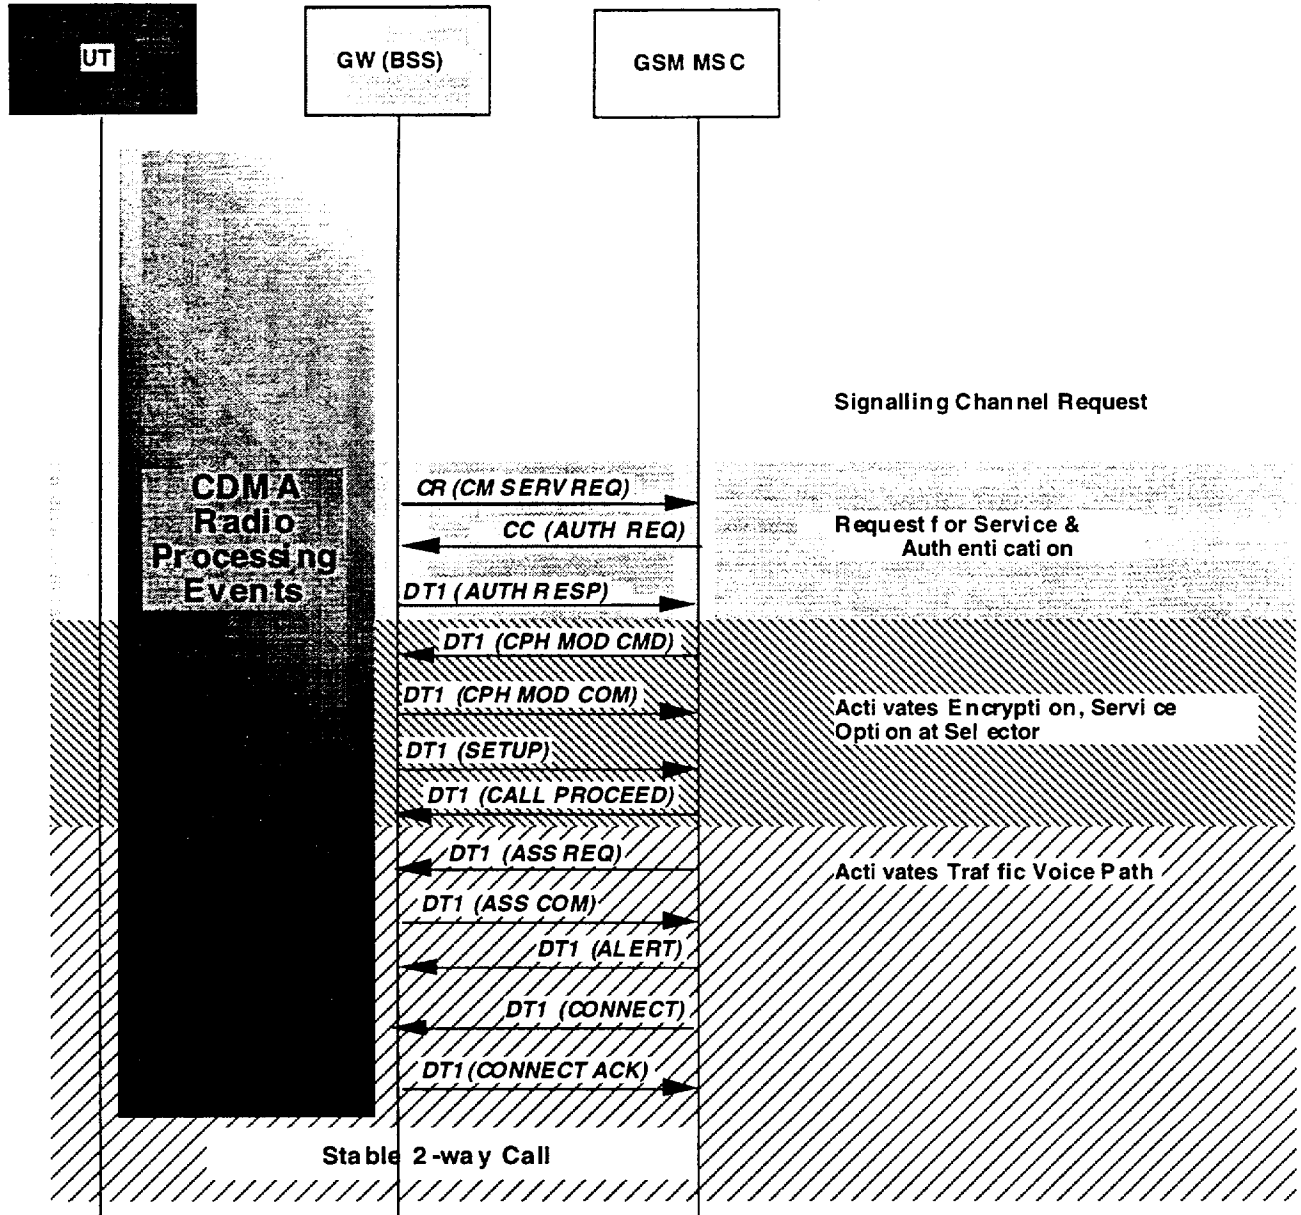 UT
GW (BSS)
GSM MSC
Signalling Channel Request
CDMA
Radio
Processing
Events
CR (CM SERV REQ)
CC (AUTH REQ)
Request for Service &
Authentication
DT1 (AUTH RESP)
DT1 (CPH MOD CMD)
DT1 (CPH MOD COM)
Activates Encryption, Service
Option at Selector
DT1 (SETUP)
DT1 (CALL PROCEED)
DT1 (ASS REQ)
Activates Traffic Voice Path
DT1 (ASS COM)
DT1 (ALERT)
DT1 (CONNECT)
DT1 (CONNECT ACK)
Stable 2-way Call